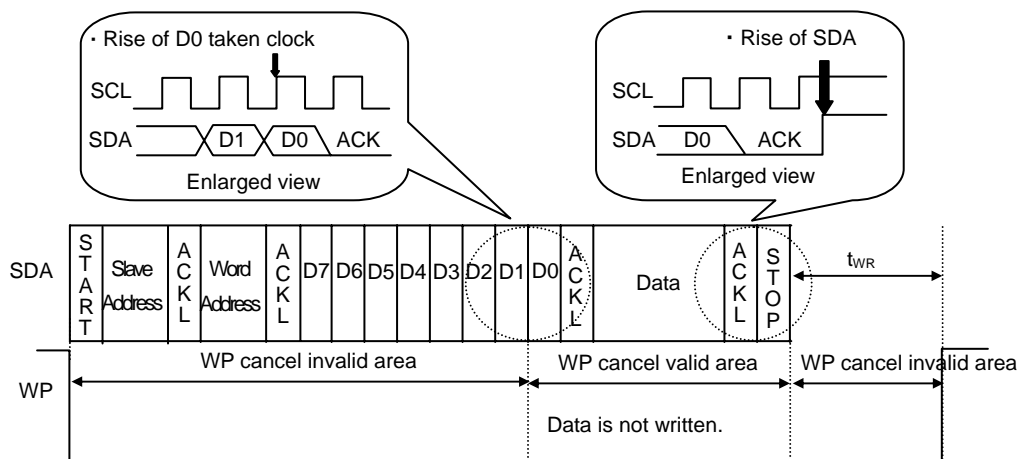 ・ Rise of D0 taken clock
SCL
SDA D1 D0 ACK
Enlarged view
・ Rise of SDA
SCL
SDA D0 ACK
Enlarged view
SDA START Slave Address ACKL Word Address ACKL D7 D6 D5 D4 D3 D2 D1 D0 ACKL Data ACKL STOP tWR
WP cancel invalid area WP cancel valid area WP cancel invalid area
WP
Data is not written.